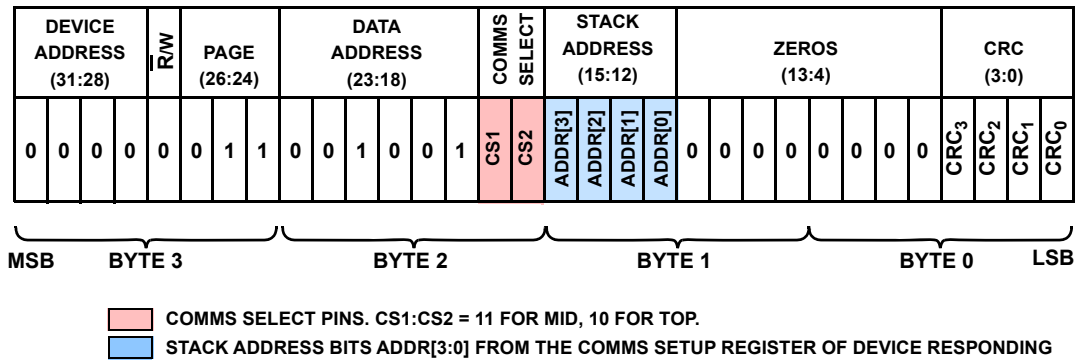 DEVICE ADDRESS (31:28)
R̅/W
PAGE (26:24)
DATA ADDRESS (23:18)
COMMS SELECT
STACK ADDRESS (15:12)
ZEROS (13:4)
CRC (3:0)
0 0 0 0 0 0 1 1 0 0 1 0 0 1 CS1 CS2 ADDR[3] ADDR[2] ADDR[1] ADDR[0] 0 0 0 0 0 0 0 0 CRC₃ CRC₂ CRC₁ CRC₀
MSB BYTE 3 BYTE 2 BYTE 1 BYTE 0 LSB
COMMS SELECT PINS. CS1:CS2 = 11 FOR MID, 10 FOR TOP.
STACK ADDRESS BITS ADDR[3:0] FROM THE COMMS SETUP REGISTER OF DEVICE RESPONDING